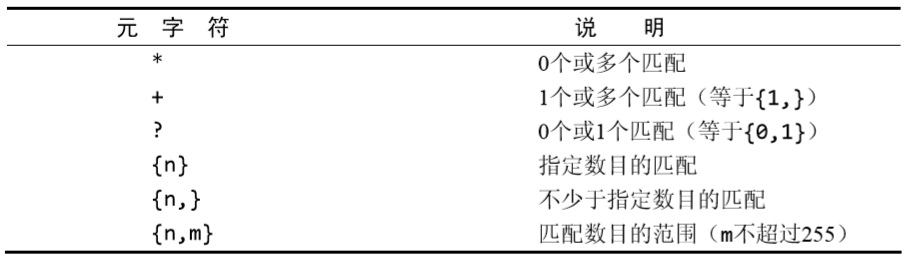 元 字 符 说 明
* 0个或多个匹配
+ 1个或多个匹配（等于{1,}）
? 0个或1个匹配（等于{0,1}）
{n} 指定数目的匹配
{n,} 不少于指定数目的匹配
{n,m} 匹配数目的范围（m不超过255）